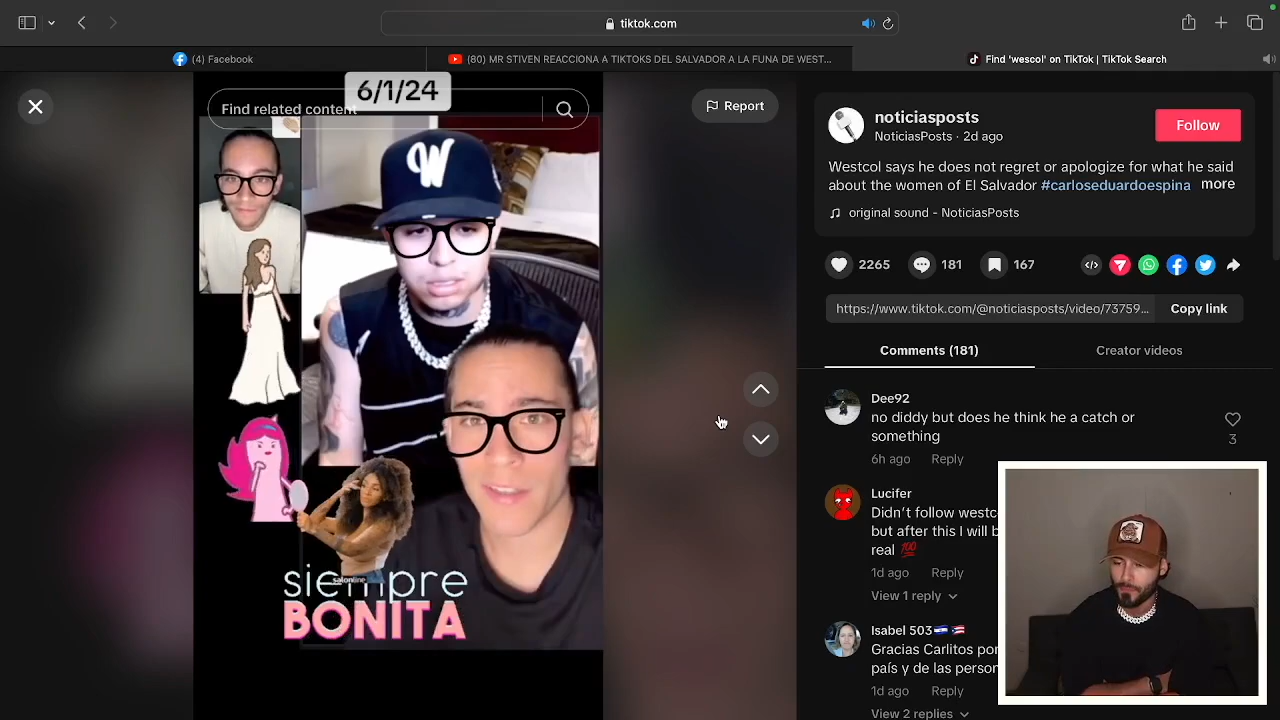 tiktok.com
(4) Facebook
(80) MR STIVEN REACCIONA A TIKTOKS DEL SALVADOR A LA FUNA DE WEST...
Find 'wescol' on TikTok | TikTok Search
6/1/24
Find related content
Report
W
siempre
salonline
BONITA
noticiasposts
NoticiasPosts · 2d ago
Follow
Westcol says he does not regret or apologize for what he said
about the women of El Salvador #carloseduardoespina more
original sound - NoticiasPosts
2265
181
167
https://www.tiktok.com/@noticiasposts/video/73759...
Copy link
Comments (181)
Creator videos
Dee92
no diddy but does he think he a catch or
something
3
6h ago Reply
Lucifer
Didn't follow westc
but after this I will b
real 💯
1d ago Reply
View 1 reply
Isabel 503🇸🇻🇵🇷
Gracias Carlitos por
país y de las person
1d ago Reply
View 2 replies